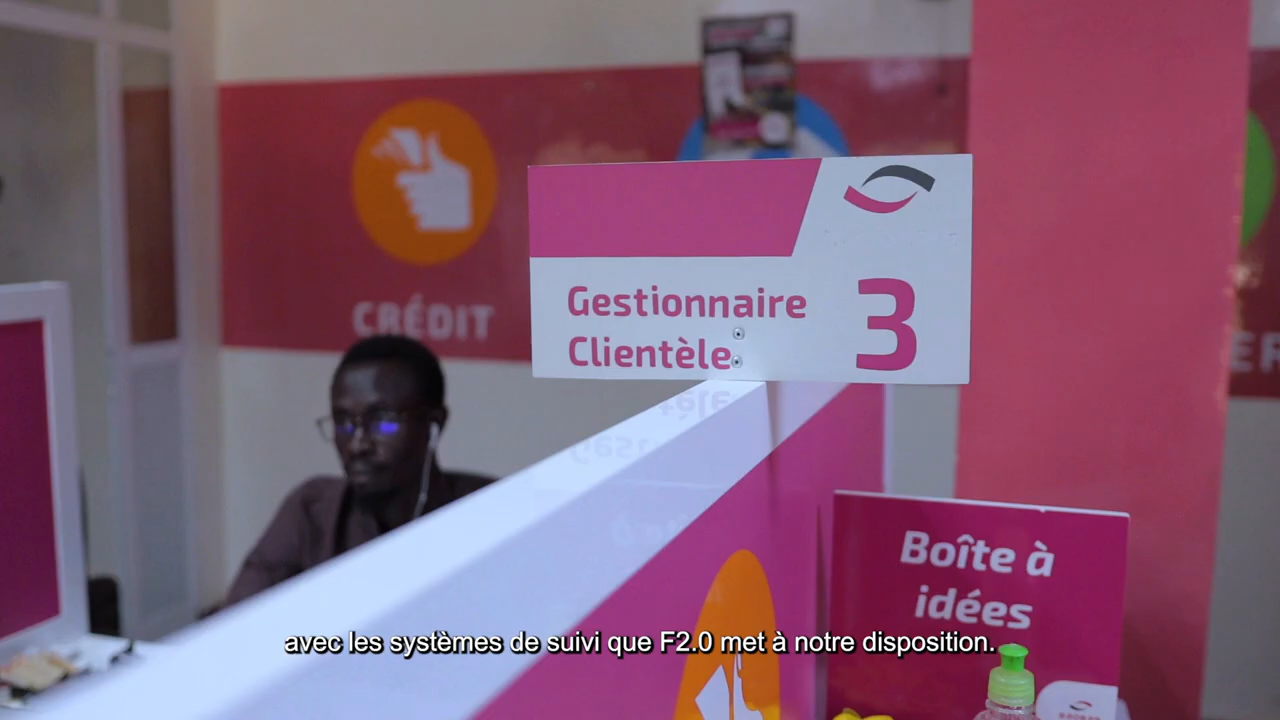 CRÉDIT
Gestionnaire
Clientèle
3
Boîte à
idées
avec les systèmes de suivi que F2.0 met à notre disposition.